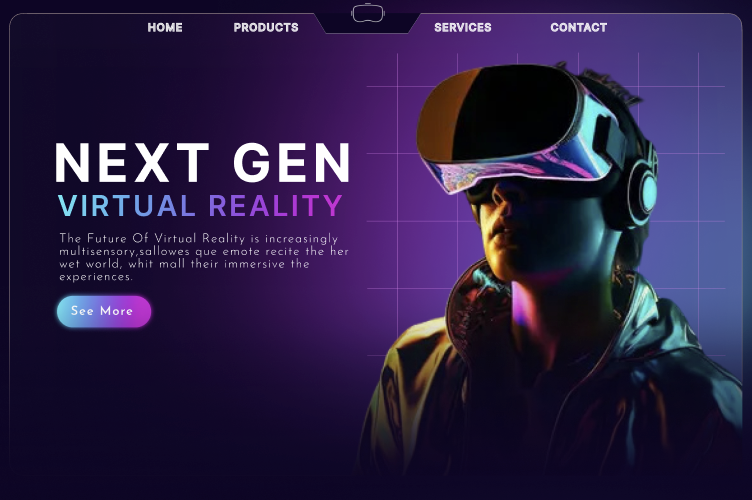 HOME PRODUCTS SERVICES CONTACT
NEXT GEN
VIRTUAL REALITY
The Future Of Virtual Reality is increasingly
multisensory,sallowes que emote recite the her
wet world, whit mall their immersive the
experiences.
See More